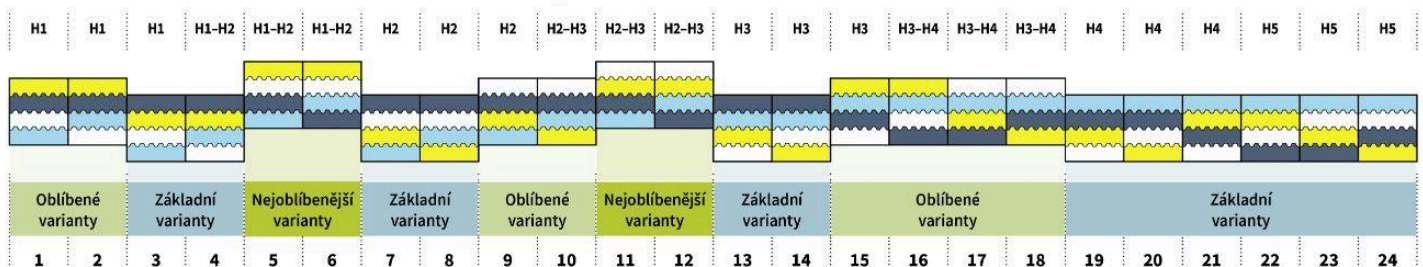 H1 H1 H1 H1–H2 H1–H2 H1–H2 H2 H2 H2 H2–H3 H2–H3 H2–H3 H3 H3 H3 H3–H4 H3–H4 H3–H4 H4 H4 H4 H5 H5 H5
Oblíbené Základní Nejoblíbenější Základní Oblíbené Nejoblíbenější Základní Oblíbené Základní
varianty varianty varianty varianty varianty varianty varianty varianty varianty
1 2 3 4 5 6 7 8 9 10 11 12 13 14 15 16 17 18 19 20 21 22 23 24